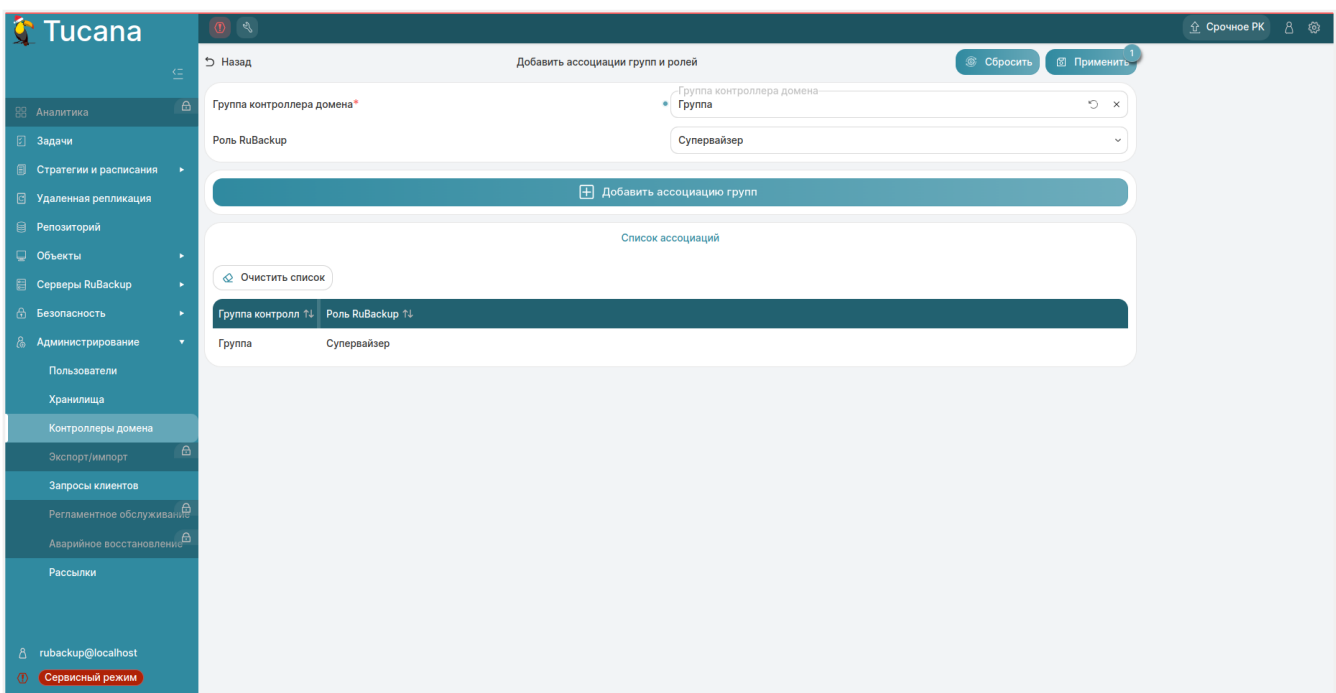 Tucana
Срочное РК
Назад
Добавить ассоциации групп и ролей
Сбросить
Применить
1
Аналитика
Задачи
Стратегии и расписания
Удаленная репликация
Репозиторий
Объекты
Серверы RuBackup
Безопасность
Администрирование
Пользователи
Хранилища
Контроллеры домена
Экспорт/импорт
Запросы клиентов
Регламентное обслуживание
Аварийное восстановление
Рассылки
rubackup@localhost
Сервисный режим
Группа контроллера домена*
Группа контроллера домена
Группа
Роль RuBackup
Супервайзер
Добавить ассоциацию групп
Список ассоциаций
Очистить список
Группа контролл
Роль RuBackup
Группа
Супервайзер